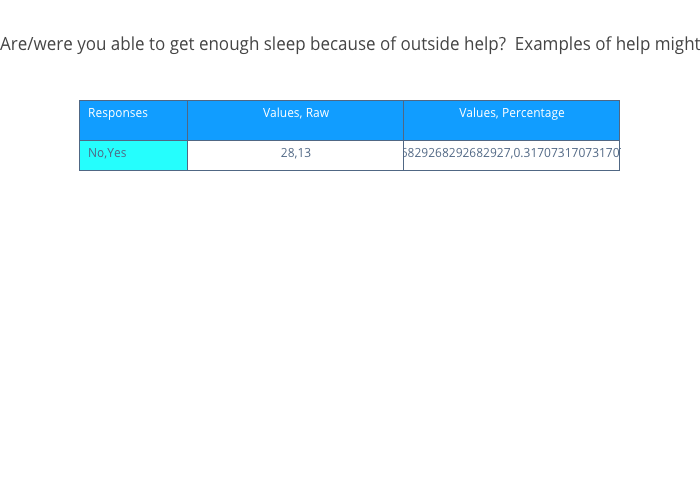 Are/were you able to get enough sleep because of outside help?  Examples of help might
Responses Values, Raw Values, Percentage
No,Yes 28,13 6829268292682927,0.31707317073170